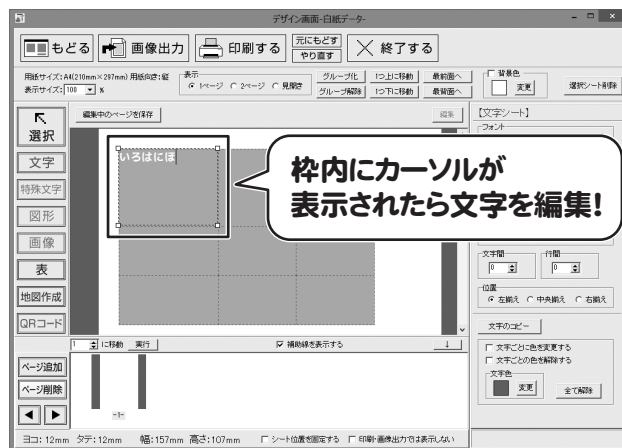 デザイン画面-白紙データ-
もどる
画像出力
印刷する
元にもどす
やり直す
終了する
用紙サイズ:A4(210mm×297mm) 用紙向き:縦
表示サイズ: 100 %
表示
1ページ 2ページ 見開き
グループ化
1つ上に移動
最前面へ
グループ解除
1つ下に移動
最背面へ
背景色
変更
選択シート削除
選択
文字
特殊文字
図形
画像
表
地図作成
QRコード
編集中のページを保存
編集
いろはにほ
枠内にカーソルが
表示されたら文字を編集!
【文字シート】
フォント
文字間
0
行間
0
位置
左揃え 中央揃え 右揃え
文字のコピー
文字ごとに色を変更する
文字ごとの色を解除する
文字色
変更
全て解除
1 に移動 実行
補助線を表示する
↓
ページ追加
ページ削除
-1-
ヨコ: 12mm タテ: 12mm 幅: 157mm 高さ: 107mm
シート位置を固定する
印刷・画像出力では表示しない